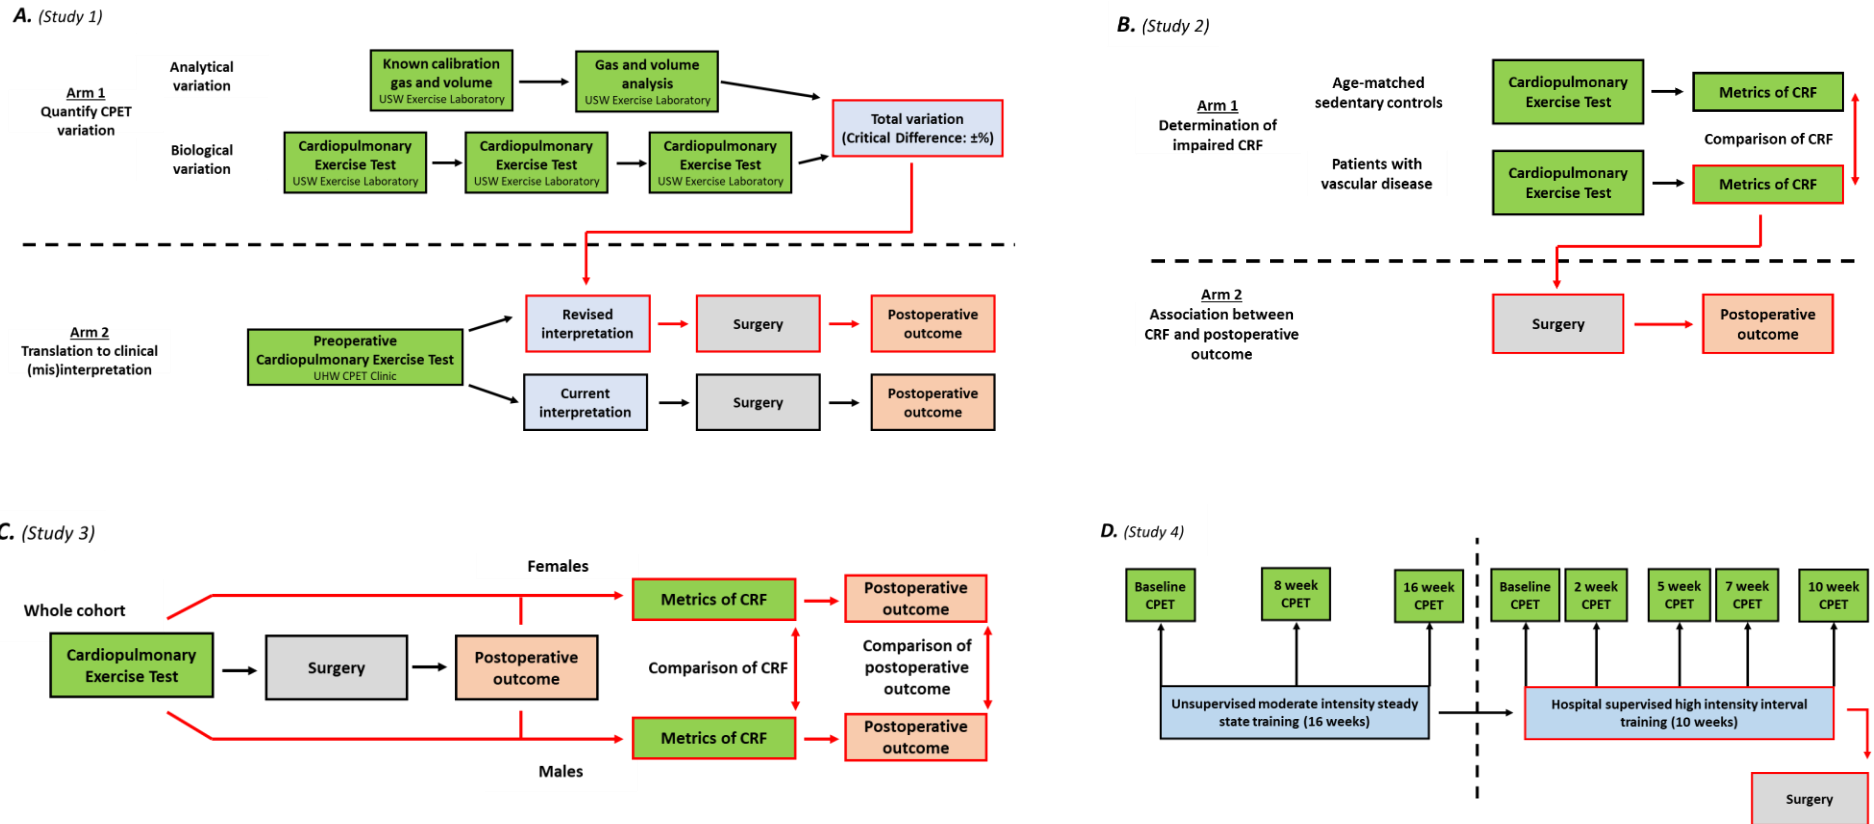 A. (Study 1)
Arm 1
Quantify CPET
variation
Analytical
variation
Known calibration
gas and volume
USW Exercise Laboratory
Gas and volume
analysis
USW Exercise Laboratory
Biological
variation
Cardiopulmonary
Exercise Test
USW Exercise Laboratory
Cardiopulmonary
Exercise Test
USW Exercise Laboratory
Cardiopulmonary
Exercise Test
USW Exercise Laboratory
Total variation
(Critical Difference: ±%)
Arm 2
Translation to clinical
(mis)interpretation
Preoperative
Cardiopulmonary Exercise Test
UHW CPET Clinic
Revised
interpretation
Surgery
Postoperative
outcome
Current
interpretation
Surgery
Postoperative
outcome
B. (Study 2)
Arm 1
Determination of
impaired CRF
Age-matched
sedentary controls
Cardiopulmonary
Exercise Test
Metrics of CRF
Comparison of CRF
Patients with
vascular disease
Cardiopulmonary
Exercise Test
Metrics of CRF
Arm 2
Association between
CRF and postoperative
outcome
Surgery
Postoperative
outcome
C. (Study 3)
Whole cohort
Cardiopulmonary
Exercise Test
Surgery
Postoperative
outcome
Females
Metrics of CRF
Postoperative
outcome
Comparison of CRF
Comparison of
postoperative
outcome
Males
Metrics of CRF
Postoperative
outcome
D. (Study 4)
Baseline
CPET
8 week
CPET
16 week
CPET
Baseline
CPET
2 week
CPET
5 week
CPET
7 week
CPET
10 week
CPET
Unsupervised moderate intensity steady
state training (16 weeks)
Hospital supervised high intensity interval
training (10 weeks)
Surgery